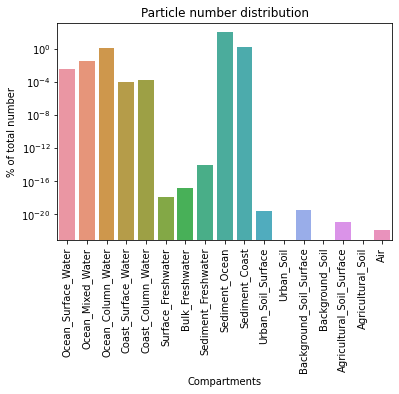 Particle number distribution
% of total number
10^0
10^-4
10^-8
10^-12
10^-16
10^-20
Ocean_Surface_Water
Ocean_Mixed_Water
Ocean_Column_Water
Coast_Surface_Water
Coast_Column_Water
Surface_Freshwater
Bulk_Freshwater
Sediment_Freshwater
Sediment_Ocean
Sediment_Coast
Urban_Soil_Surface
Urban_Soil
Background_Soil_Surface
Background_Soil
Agricultural_Soil_Surface
Agricultural_Soil
Air
Compartments